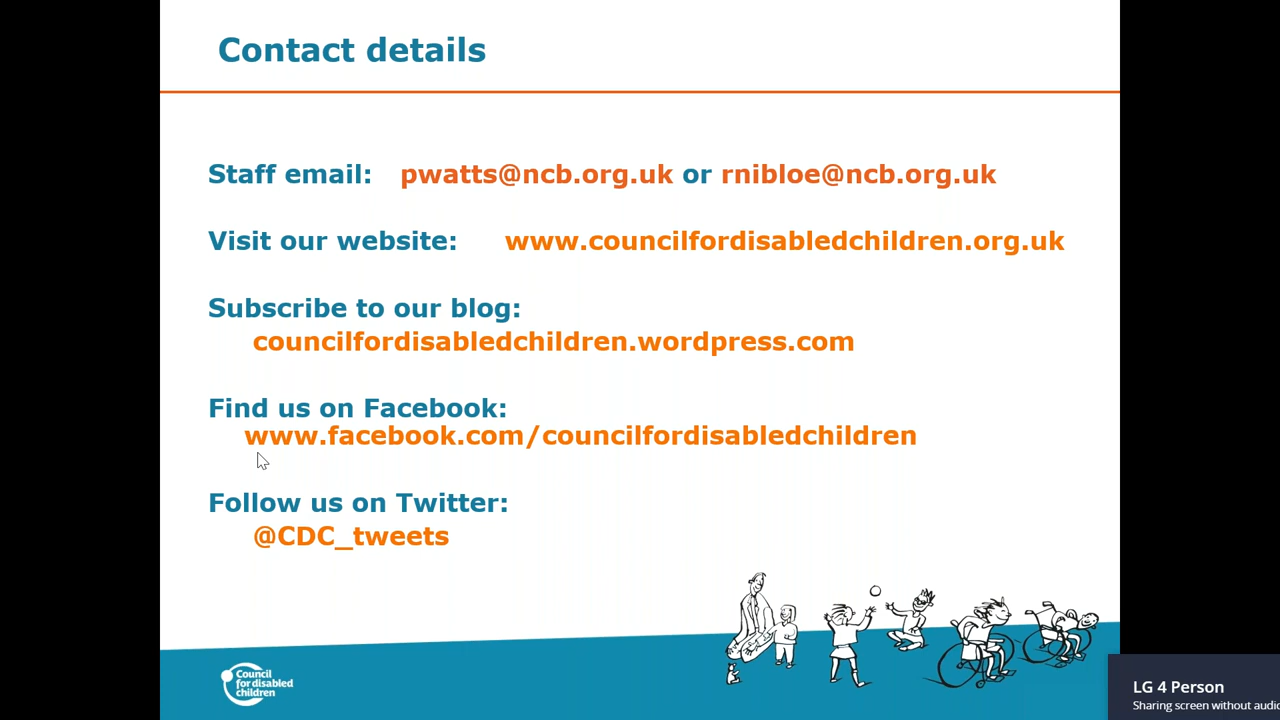 Contact details
Staff email: pwatts@ncb.org.uk or rnibloe@ncb.org.uk
Visit our website: www.councilfordisabledchildren.org.uk
Subscribe to our blog:
councilfordisabledchildren.wordpress.com
Find us on Facebook:
www.facebook.com/councilfordisabledchildren
Follow us on Twitter:
@CDC_tweets
Council
for disabled
children
LG 4 Person
Sharing screen without audio